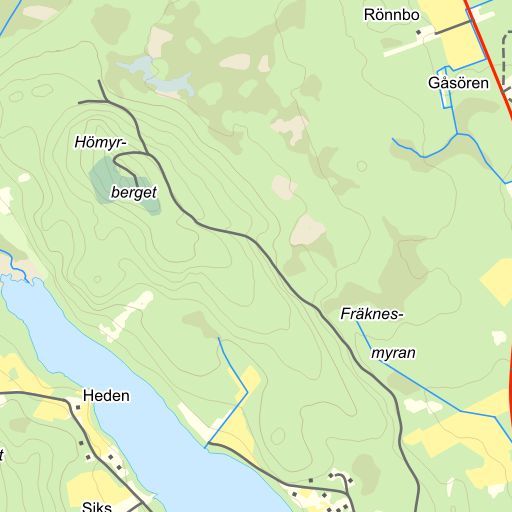 Rönnbo
Gåsören
Hömyr-
berget
Fräknes-
myran
Heden
Siks
t